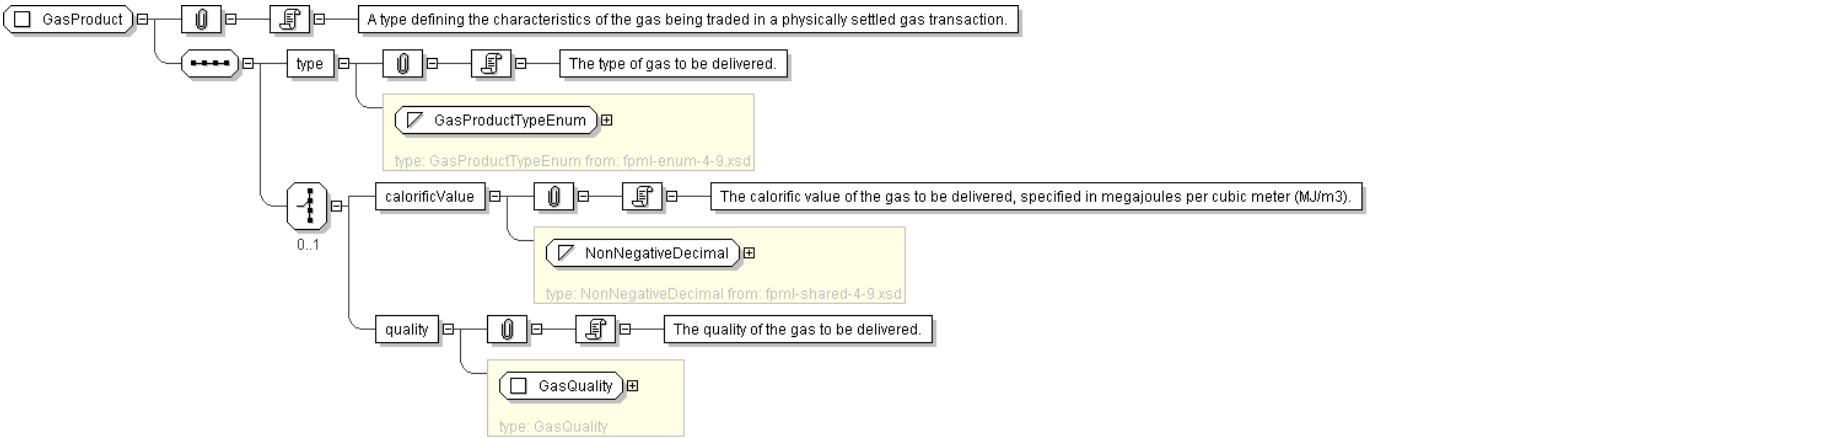 GasProduct
A type defining the characteristics of the gas being traded in a physically settled gas transaction.
type
The type of gas to be delivered.
GasProductTypeEnum
type: GasProductTypeEnum from: fpml-enum-4-9.xsd
calorificValue
The calorific value of the gas to be delivered, specified in megajoules per cubic meter (MJ/m3).
0..1
NonNegativeDecimal
type: NonNegativeDecimal from: fpml-shared-4-9.xsd
quality
The quality of the gas to be delivered.
GasQuality
type: GasQuality